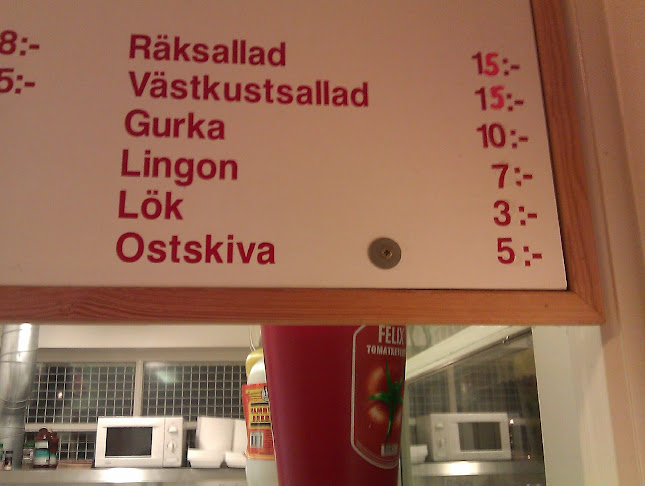 8:- Räksallad 15:-
5:- Västkustsallad 15:-
Gurka 10:-
Lingon 7:-
Lök 3:-
Ostskiva 5:-
FELIX